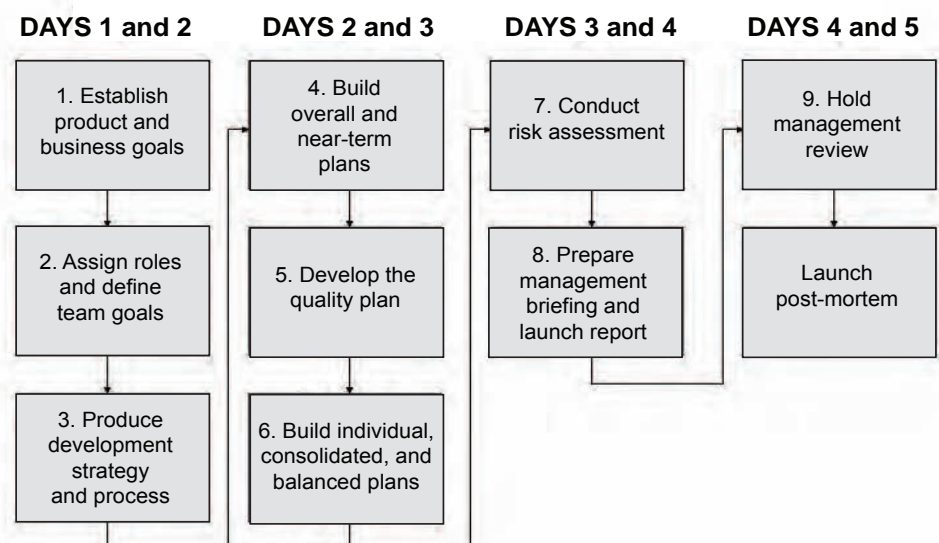 DAYS 1 and 2
1. Establish
product and
business goals
2. Assign roles
and define
team goals
3. Produce
development
strategy
and process
DAYS 2 and 3
4. Build
overall and
near-term
plans
5. Develop the
quality plan
6. Build individual,
consolidated, and
balanced plans
DAYS 3 and 4
7. Conduct
risk assessment
8. Prepare
management
briefing and
launch report
DAYS 4 and 5
9. Hold
management
review
Launch
post-mortem